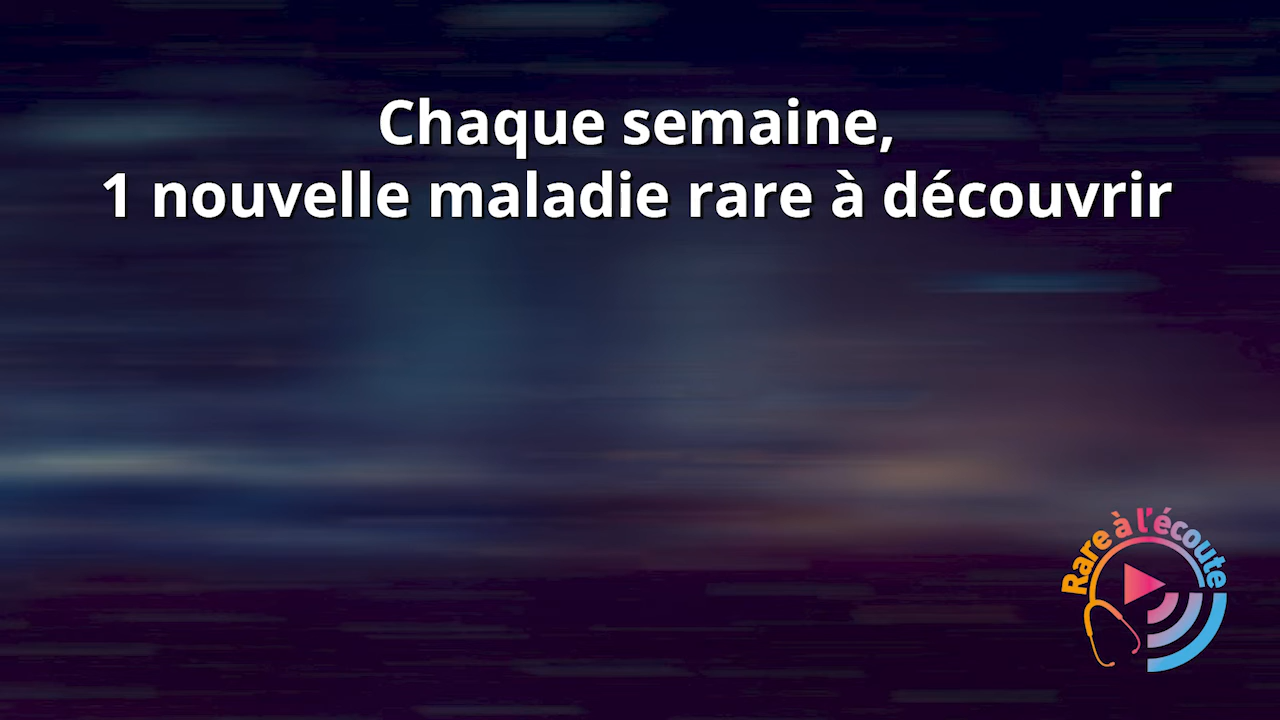 Chaque semaine,
1 nouvelle maladie rare à découvrir
Rare à l'écoute